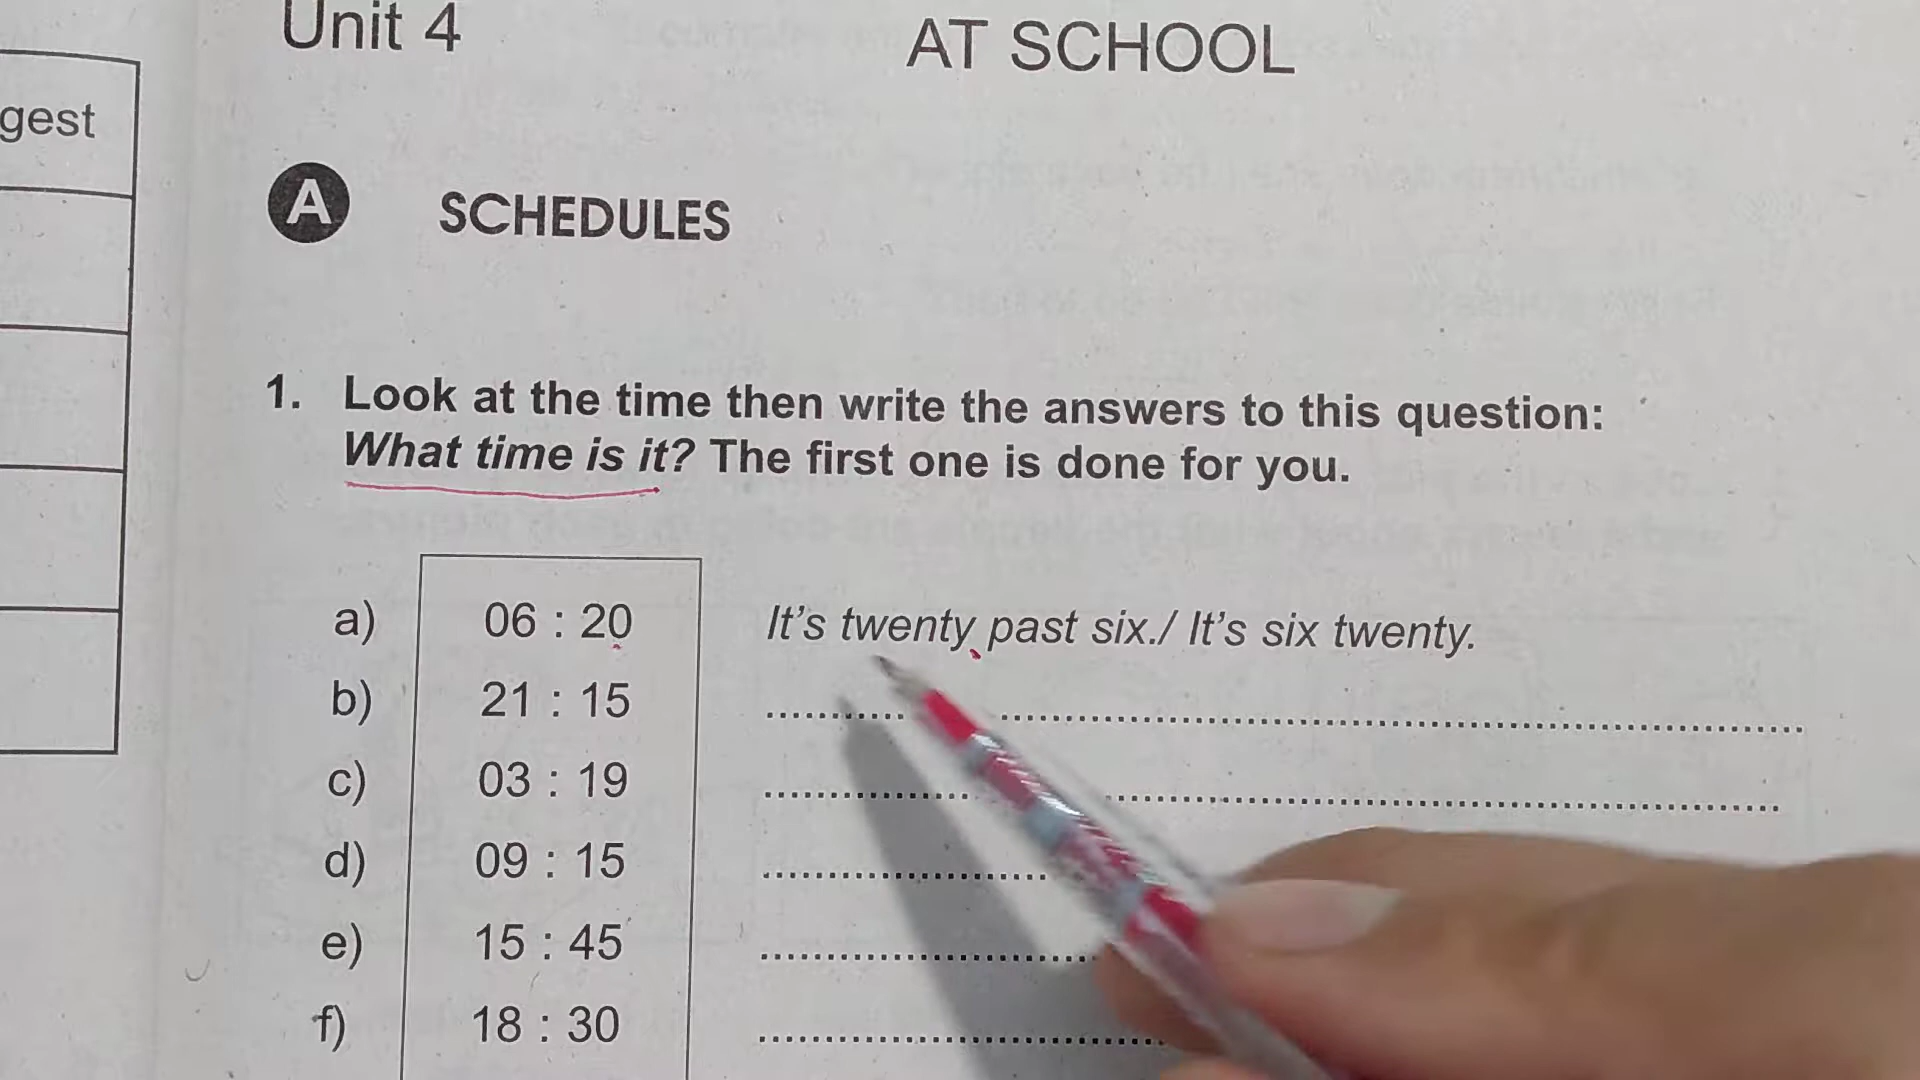 Unit 4
AT SCHOOL
gest
A SCHEDULES
1. Look at the time then write the answers to this question:
What time is it? The first one is done for you.
a) 06 : 20 It's twenty past six./ It's six twenty.
b) 21 : 15
c) 03 : 19
d) 09 : 15
e) 15 : 45
f) 18 : 30